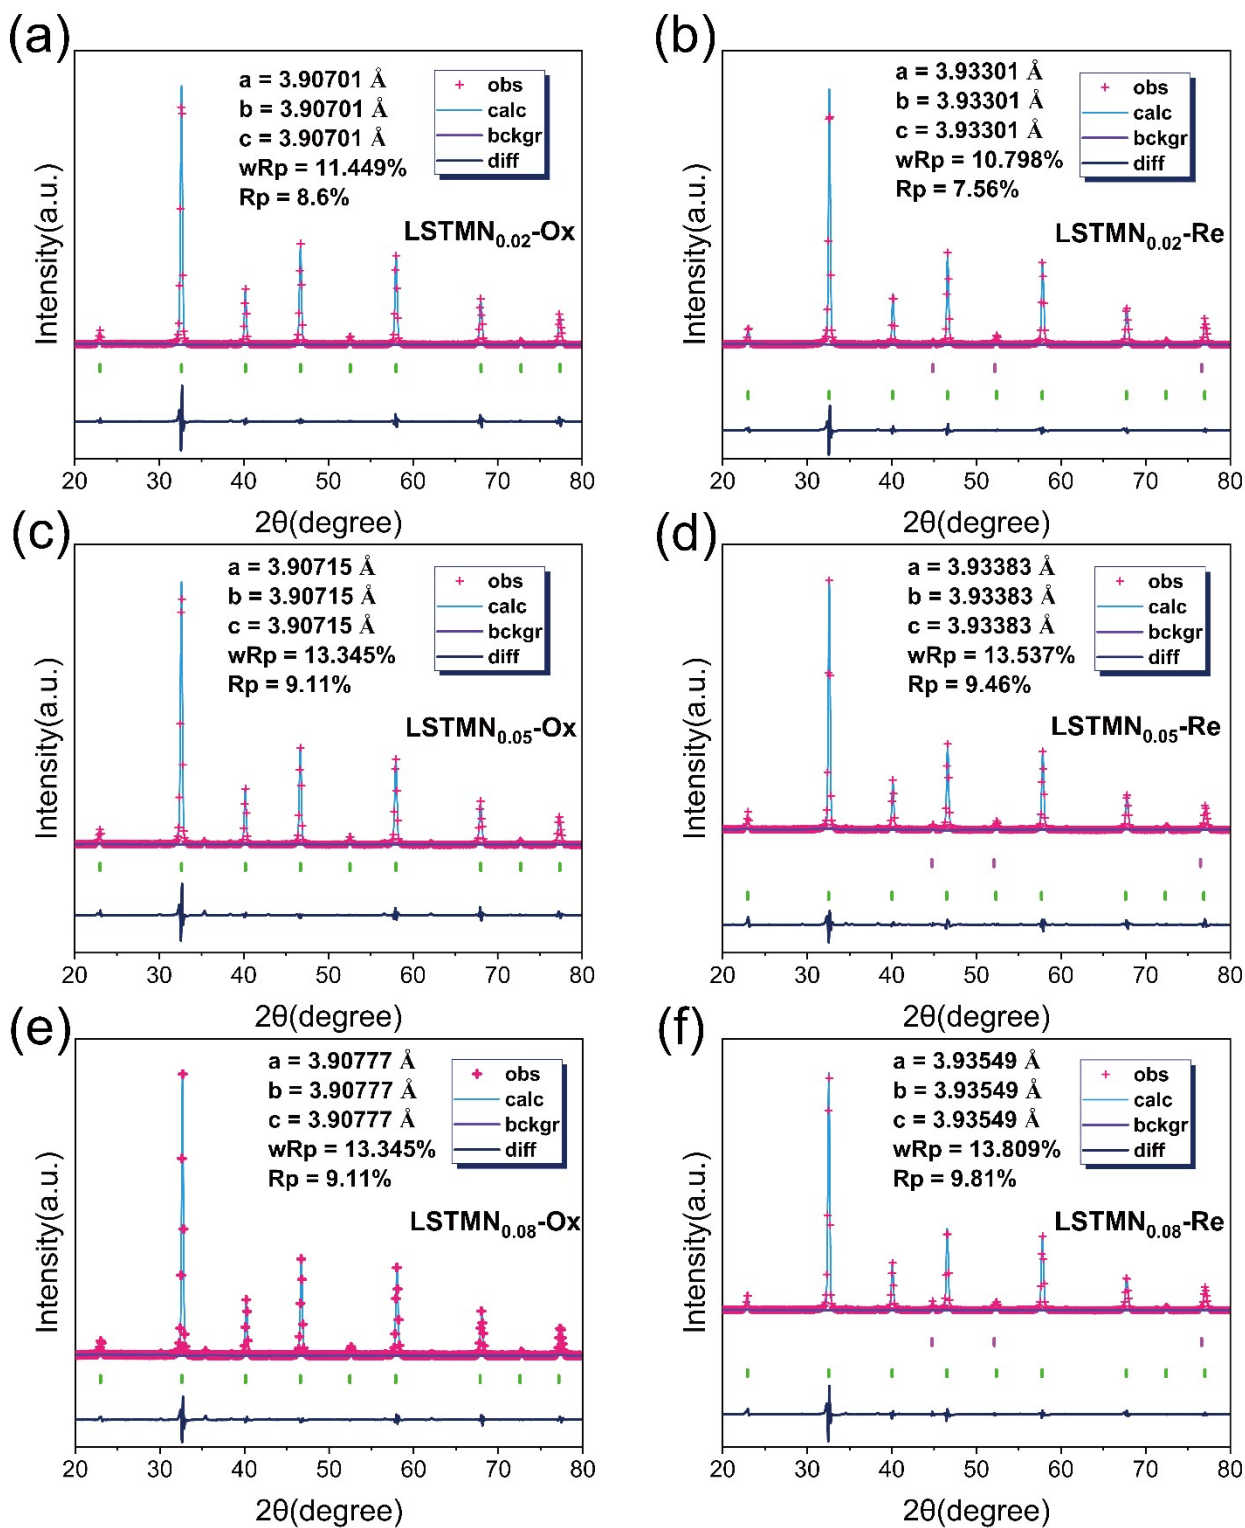 (a)
a = 3.90701 Å
b = 3.90701 Å
c = 3.90701 Å
wRp = 11.449%
Rp = 8.6%
obs
calc
bckgr
diff
LSTMN0.02-Ox
Intensity(a.u.)
20 30 40 50 60 70 80
2θ(degree)
(b)
a = 3.93301 Å
b = 3.93301 Å
c = 3.93301 Å
wRp = 10.798%
Rp = 7.56%
obs
calc
bckgr
diff
LSTMN0.02-Re
Intensity(a.u.)
20 30 40 50 60 70 80
2θ(degree)
(c)
a = 3.90715 Å
b = 3.90715 Å
c = 3.90715 Å
wRp = 13.345%
Rp = 9.11%
obs
calc
bckgr
diff
LSTMN0.05-Ox
Intensity(a.u.)
20 30 40 50 60 70 80
2θ(degree)
(d)
a = 3.93383 Å
b = 3.93383 Å
c = 3.93383 Å
wRp = 13.537%
Rp = 9.46%
obs
calc
bckgr
diff
LSTMN0.05-Re
Intensity(a.u.)
20 30 40 50 60 70 80
2θ(degree)
(e)
a = 3.90777 Å
b = 3.90777 Å
c = 3.90777 Å
wRp = 13.345%
Rp = 9.11%
obs
calc
bckgr
diff
LSTMN0.08-Ox
Intensity(a.u.)
20 30 40 50 60 70 80
2θ(degree)
(f)
a = 3.93549 Å
b = 3.93549 Å
c = 3.93549 Å
wRp = 13.809%
Rp = 9.81%
obs
calc
bckgr
diff
LSTMN0.08-Re
Intensity(a.u.)
20 30 40 50 60 70 80
2θ(degree)